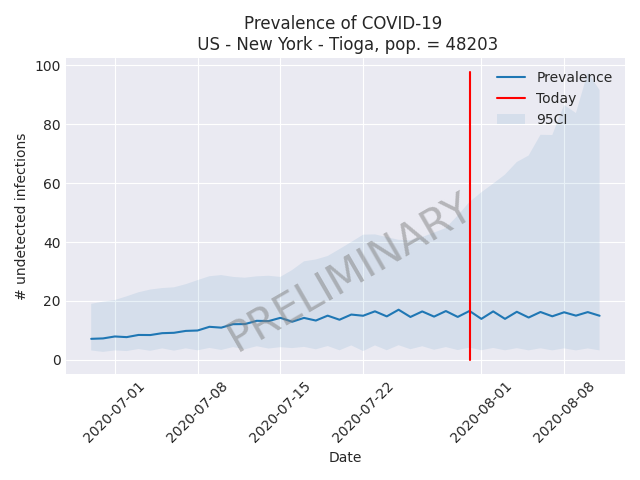 Prevalence of COVID-19
US - New York - Tioga, pop. = 48203
# undetected infections
100
80
60
40
20
0
Prevalence
Today
95CI
PRELIMINARY
2020-07-01
2020-07-08
2020-07-15
2020-07-22
2020-08-01
2020-08-08
Date